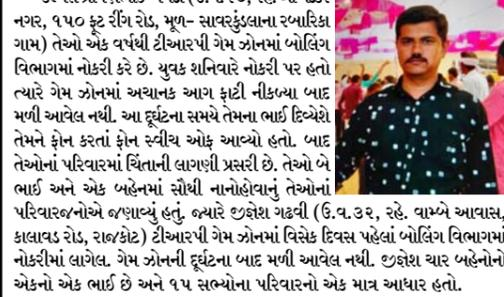 નગર, ૧૫૦ ફૂટ રીંગ રોડ, મૂળ- સાવરકુંડલાના રબારિકા
ગામ) તેઓ એક વર્ષથી ટીઆરપી ગેમ ઝોનમાં બોલિંગ
વિભાગમાં નોકરી કરે છે. યુવક શનિવારે નોકરી પર હતો
ત્યારે ગેમ ઝોનમાં અચાનક આગ ફાટી નીકળ્યા બાદ
મળી આવેલ નથી. આ દૂર્ઘટના સમયે તેમના ભાઈ દિવ્યેશે
તેમને ફોન કરતાં ફોન સ્વીચ ઓફ આવ્યો હતો. બાદ
તેઓનાં પરિવારમાં ચિંતાની લાગણી પ્રસરી છે. તેઓ બે
ભાઈ અને એક બહેનમાં સૌથી નાનોહોવાનું તેઓનાં
પરિવારજનોએ જણાવ્યું હતું. જ્યારે જીજ્ઞેશ ગઢવી (ઉ.વ.૩૨, રહે. વામ્બે આવાસ,
કાલાવડ રોડ, રાજકોટ) ટીઆરપી ગેમ ઝોનમાં વિસેક દિવસ પહેલાં બોલિંગ વિભાગમાં
નોકરીમાં લાગેલ. ગેમ ઝોનની દૂર્ઘટના બાદ મળી આવેલ નથી. જીજ્ઞેશ ચાર બહેનોનો
એકનો એક ભાઈ છે અને ૧૫ સભ્યોના પરિવારનો એક માત્ર આધાર હતો.